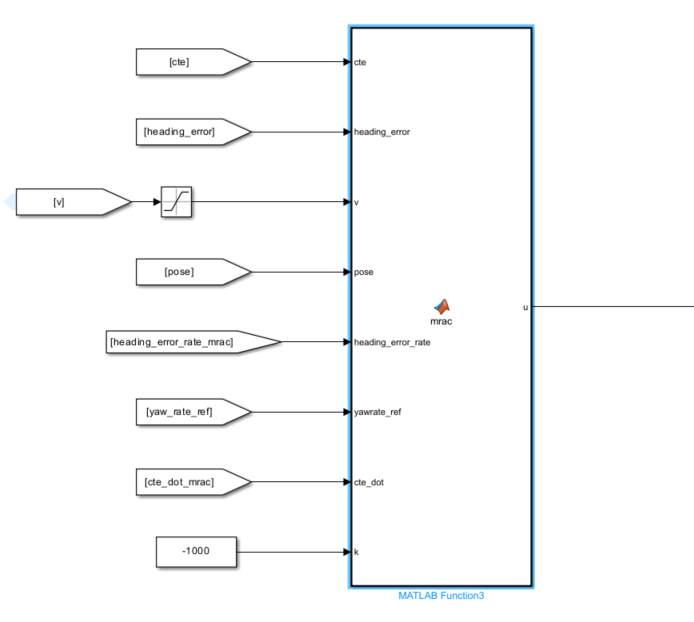 [cte]
cte
[heading_error]
heading_error
[v]
v
[pose]
pose
u
mrac
[heading_error_rate_mrac]
heading_error_rate
[yaw_rate_ref]
yawrate_ref
[cte_dot_mrac]
cte_dot
-1000
k
MATLAB Function3